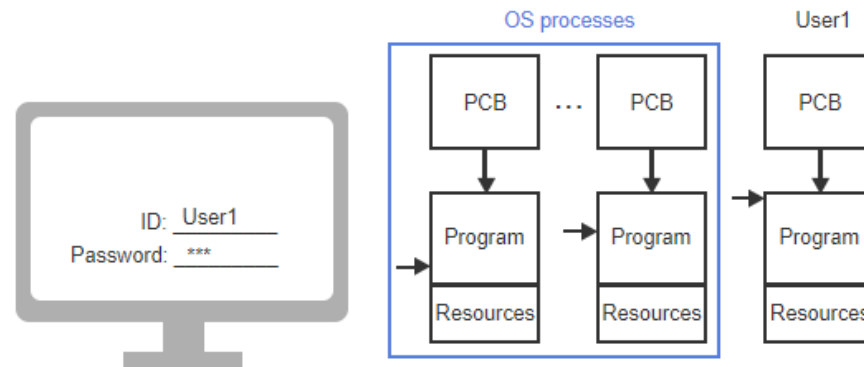 OS processes
User1
PCB
...
PCB
PCB
ID: User1
Password: ***
Program
Program
Program
Resources
Resources
Resources